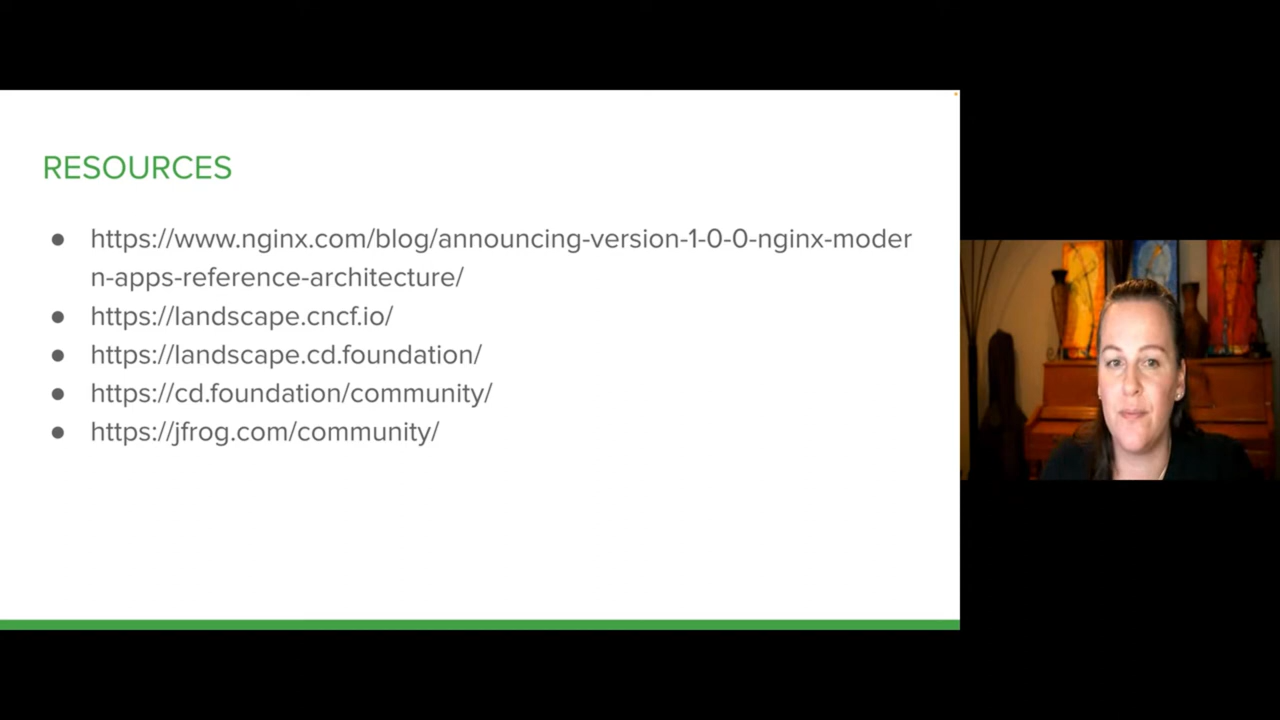 RESOURCES
● https://www.nginx.com/blog/announcing-version-1-0-0-nginx-moder
n-apps-reference-architecture/
● https://landscape.cncf.io/
● https://landscape.cd.foundation/
● https://cd.foundation/community/
● https://jfrog.com/community/